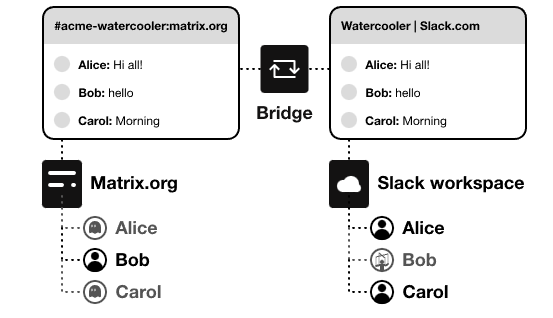 #acme-watercooler:matrix.org
Alice: Hi all!
Bob: hello
Carol: Morning
Bridge
Watercooler | Slack.com
Alice: Hi all!
Bob: hello
Carol: Morning
Matrix.org
Alice
Bob
Carol
Slack workspace
Alice
Bob
Carol